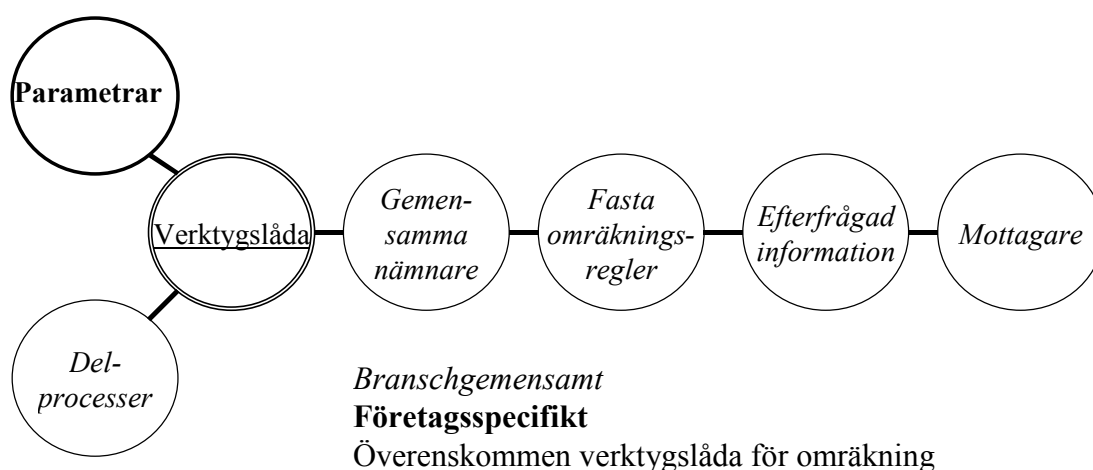 Parametrar
Verktygslåda
Gemen-
samma
nämnare
Fasta
omräknings-
regler
Efterfrågad
information
Mottagare
Del-
processer
Branschgemensamt
Företagsspecifikt
Överenskommen verktygslåda för omräkning